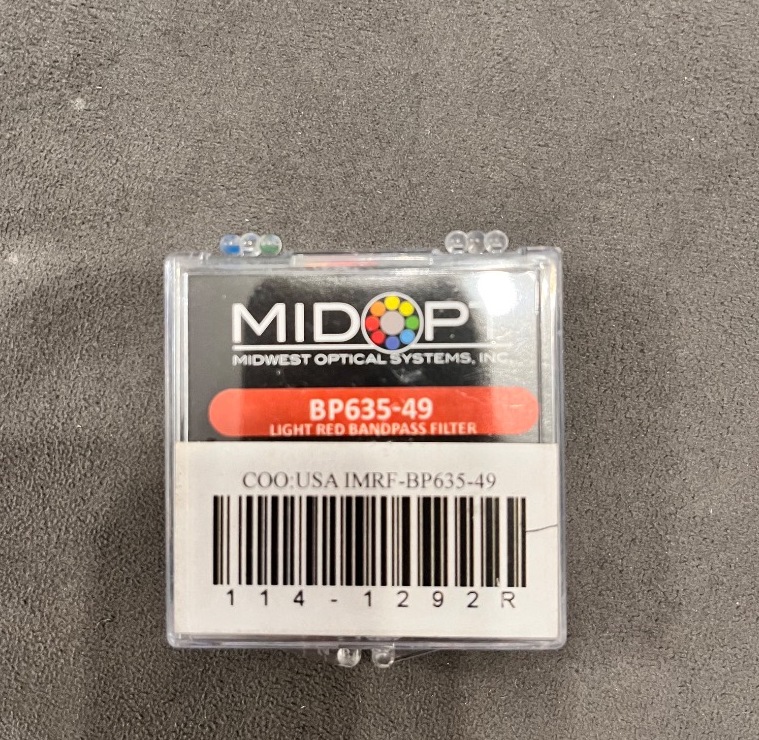 MIDOPT
MIDWEST OPTICAL SYSTEMS, INC.
BP635-49
LIGHT RED BANDPASS FILTER
COO:USA IMRF-BP635-49
114-1292R